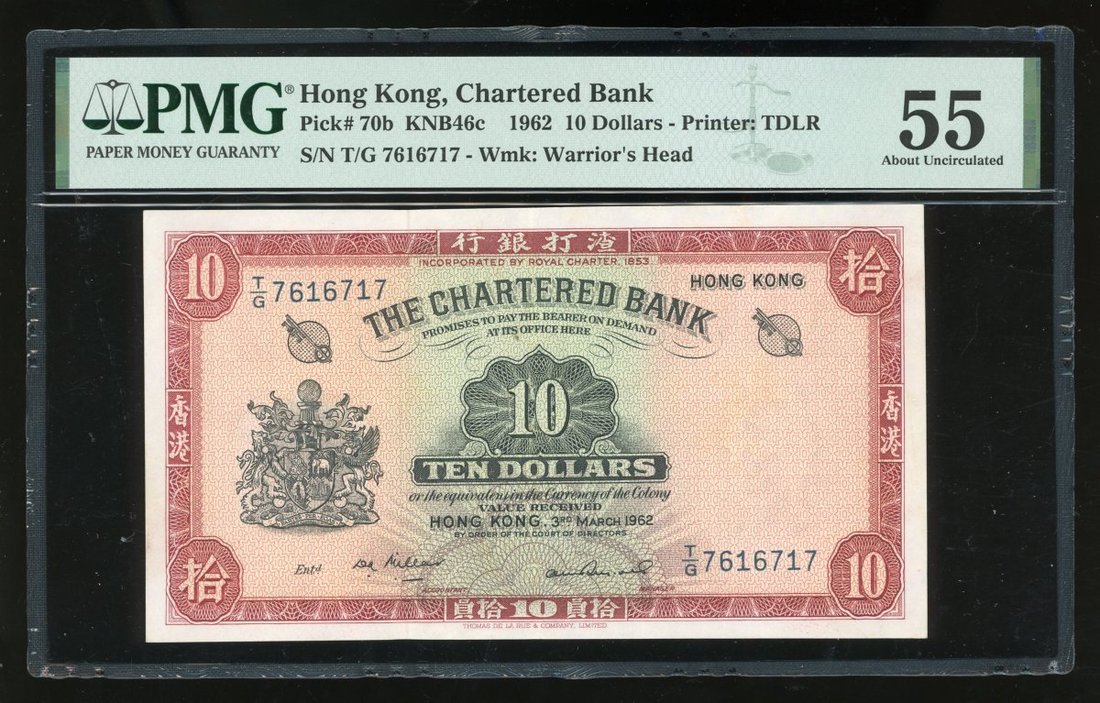 PMG®
PAPER MONEY GUARANTY
Hong Kong, Chartered Bank
Pick# 70b KNB46c 1962 10 Dollars - Printer: TDLR
S/N T/G 7616717 - Wmk: Warrior's Head
55
About Uncirculated
行銀打渣
INCORPORATED BY ROYAL CHARTER, 1853
10
T/G 7616717
HONG KONG
拾
THE CHARTERED BANK
PROMISES TO PAY THE BEARER ON DEMAND
AT ITS OFFICE HERE
10
香港
香港
TEN DOLLARS
or the equivalent in the Currency of the Colony
VALUE RECEIVED
HONG KONG, 3RD MARCH 1962
BY ORDER OF THE COURT OF DIRECTORS
拾
Entd
T/G 7616717
10
ACCOUNTANT
MANAGER
員拾10員拾
THOMAS DE LA RUE & COMPANY, LIMITED.